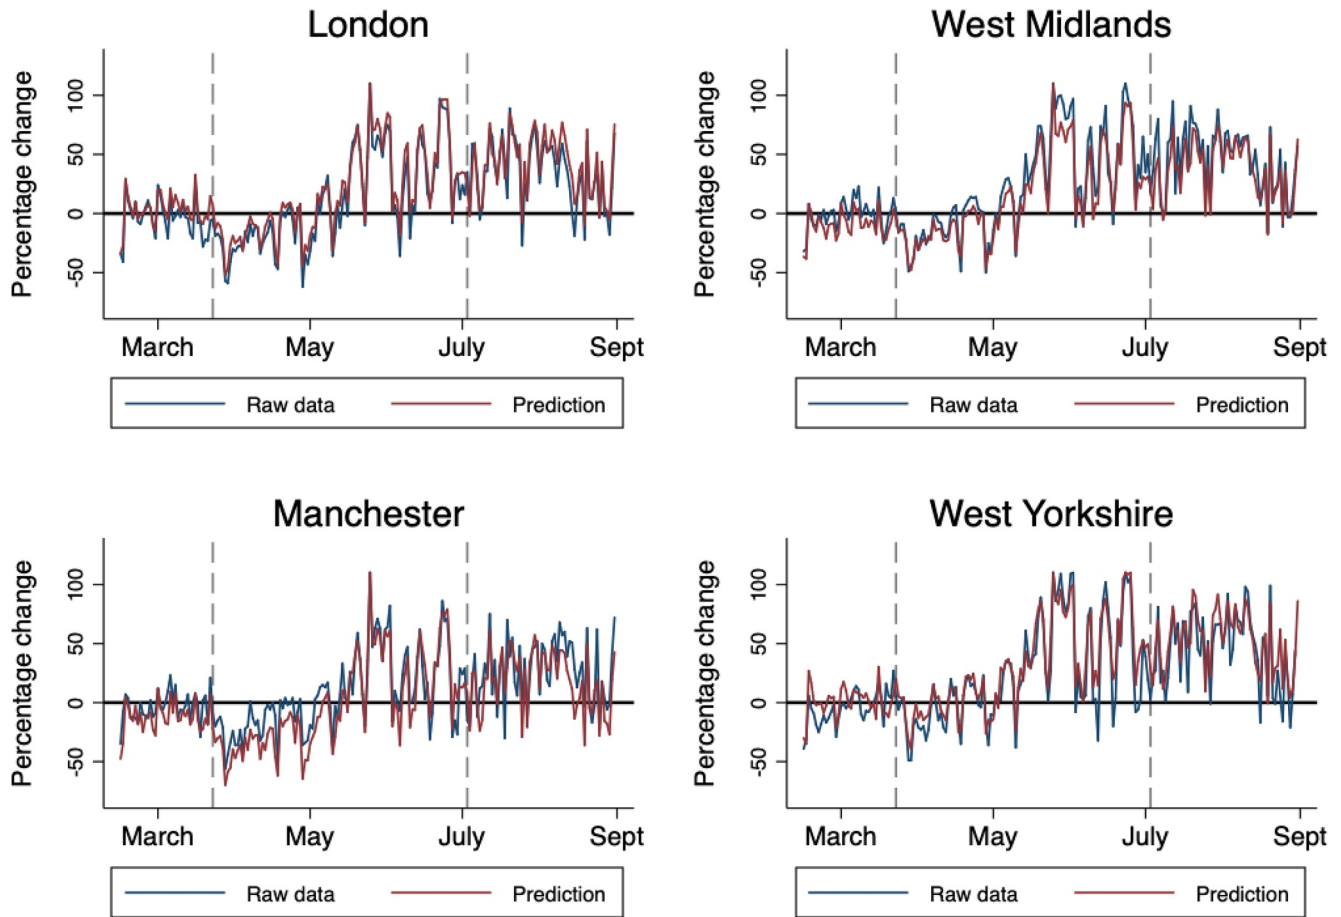 London
Percentage change
100
50
0
-50
March May July Sept
Raw data Prediction
West Midlands
Percentage change
100
50
0
-50
March May July Sept
Raw data Prediction
Manchester
Percentage change
100
50
0
-50
March May July Sept
Raw data Prediction
West Yorkshire
Percentage change
100
50
0
-50
March May July Sept
Raw data Prediction